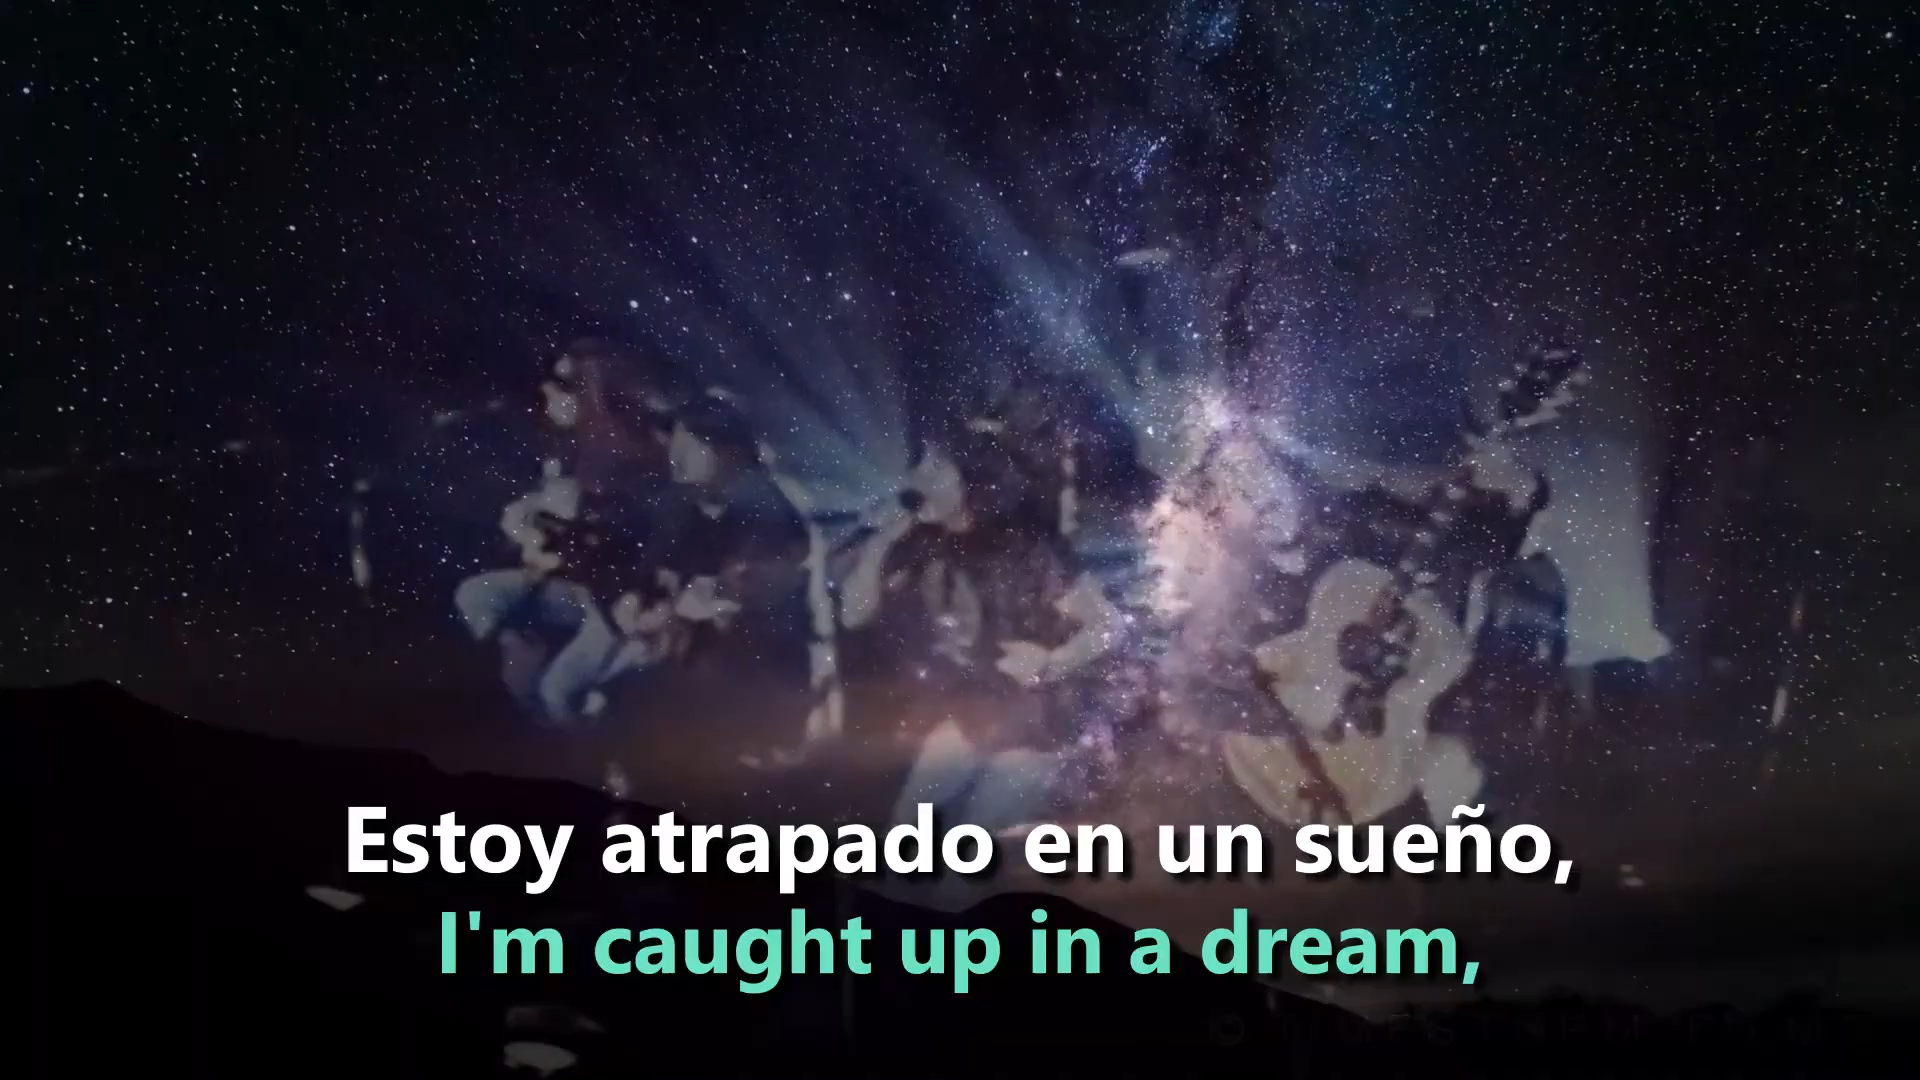 Estoy atrapado en un sueño,
I'm caught up in a dream,